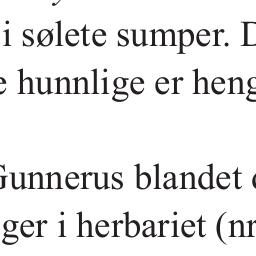 i sølete sumper. D
e hunnlige er heng
Gunnerus blandet
ger i herbariet (nr